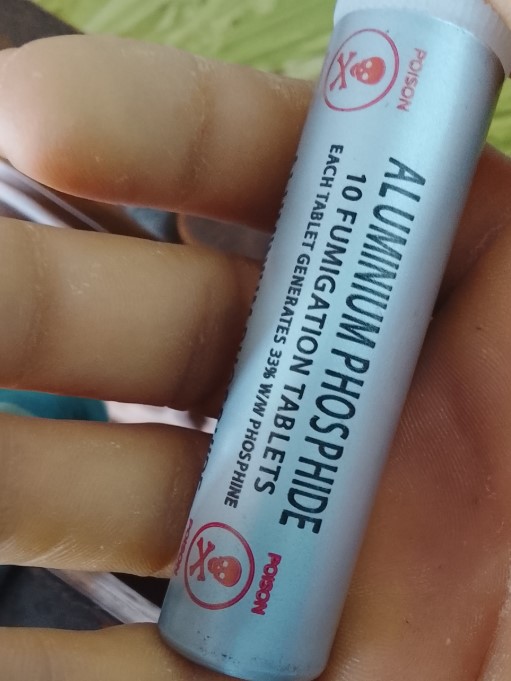 POISON
ALUMINIUM PHOSPHIDE
10 FUMIGATION TABLETS
EACH TABLET GENERATES 33% W/W PHOSPHINE
POISON